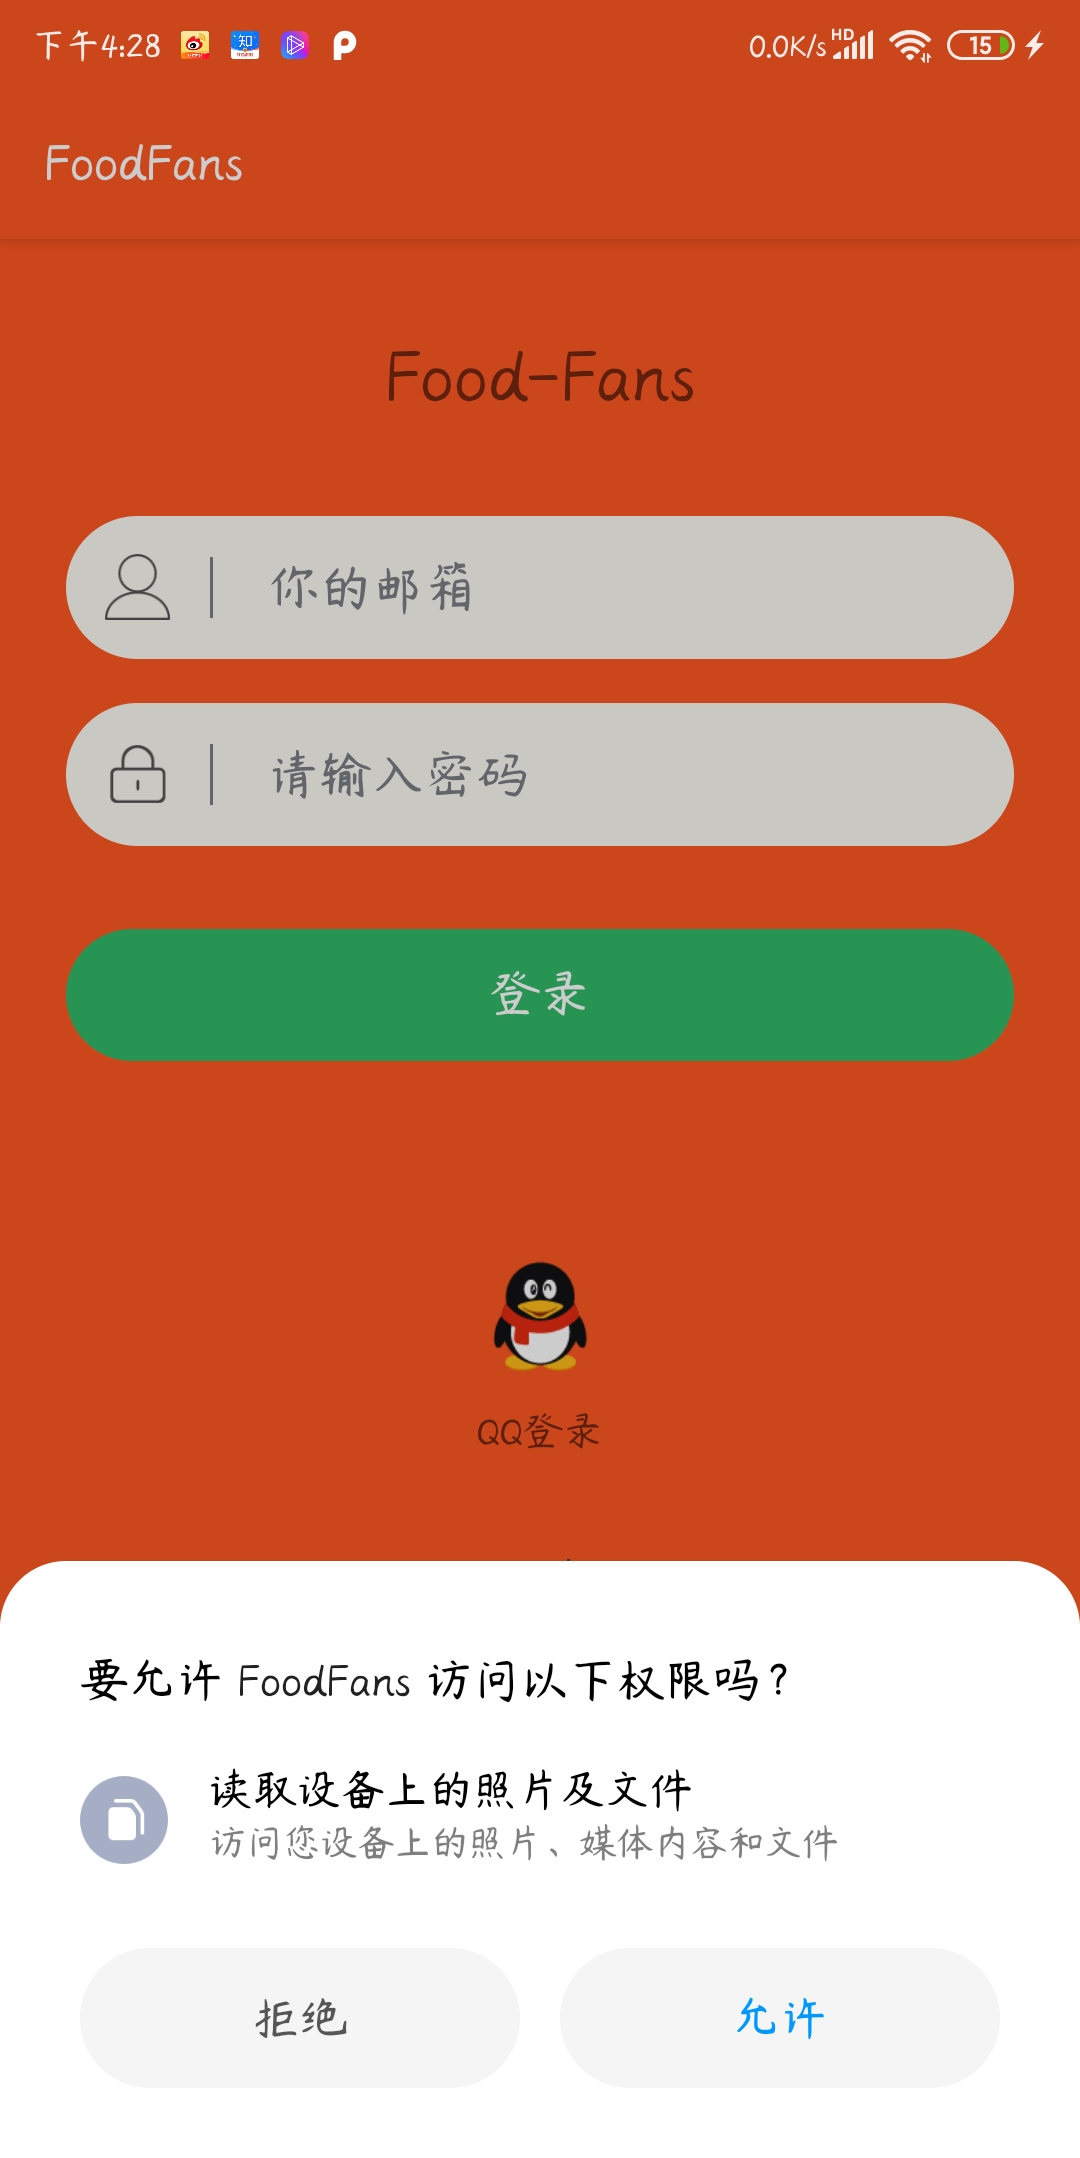 下午4:28 0.0K/s HD 15
FoodFans
Food-Fans
你的邮箱
请输入密码
登录
QQ登录
要允许 FoodFans 访问以下权限吗?
读取设备上的照片及文件
访问您设备上的照片、媒体内容和文件
拒绝
允许